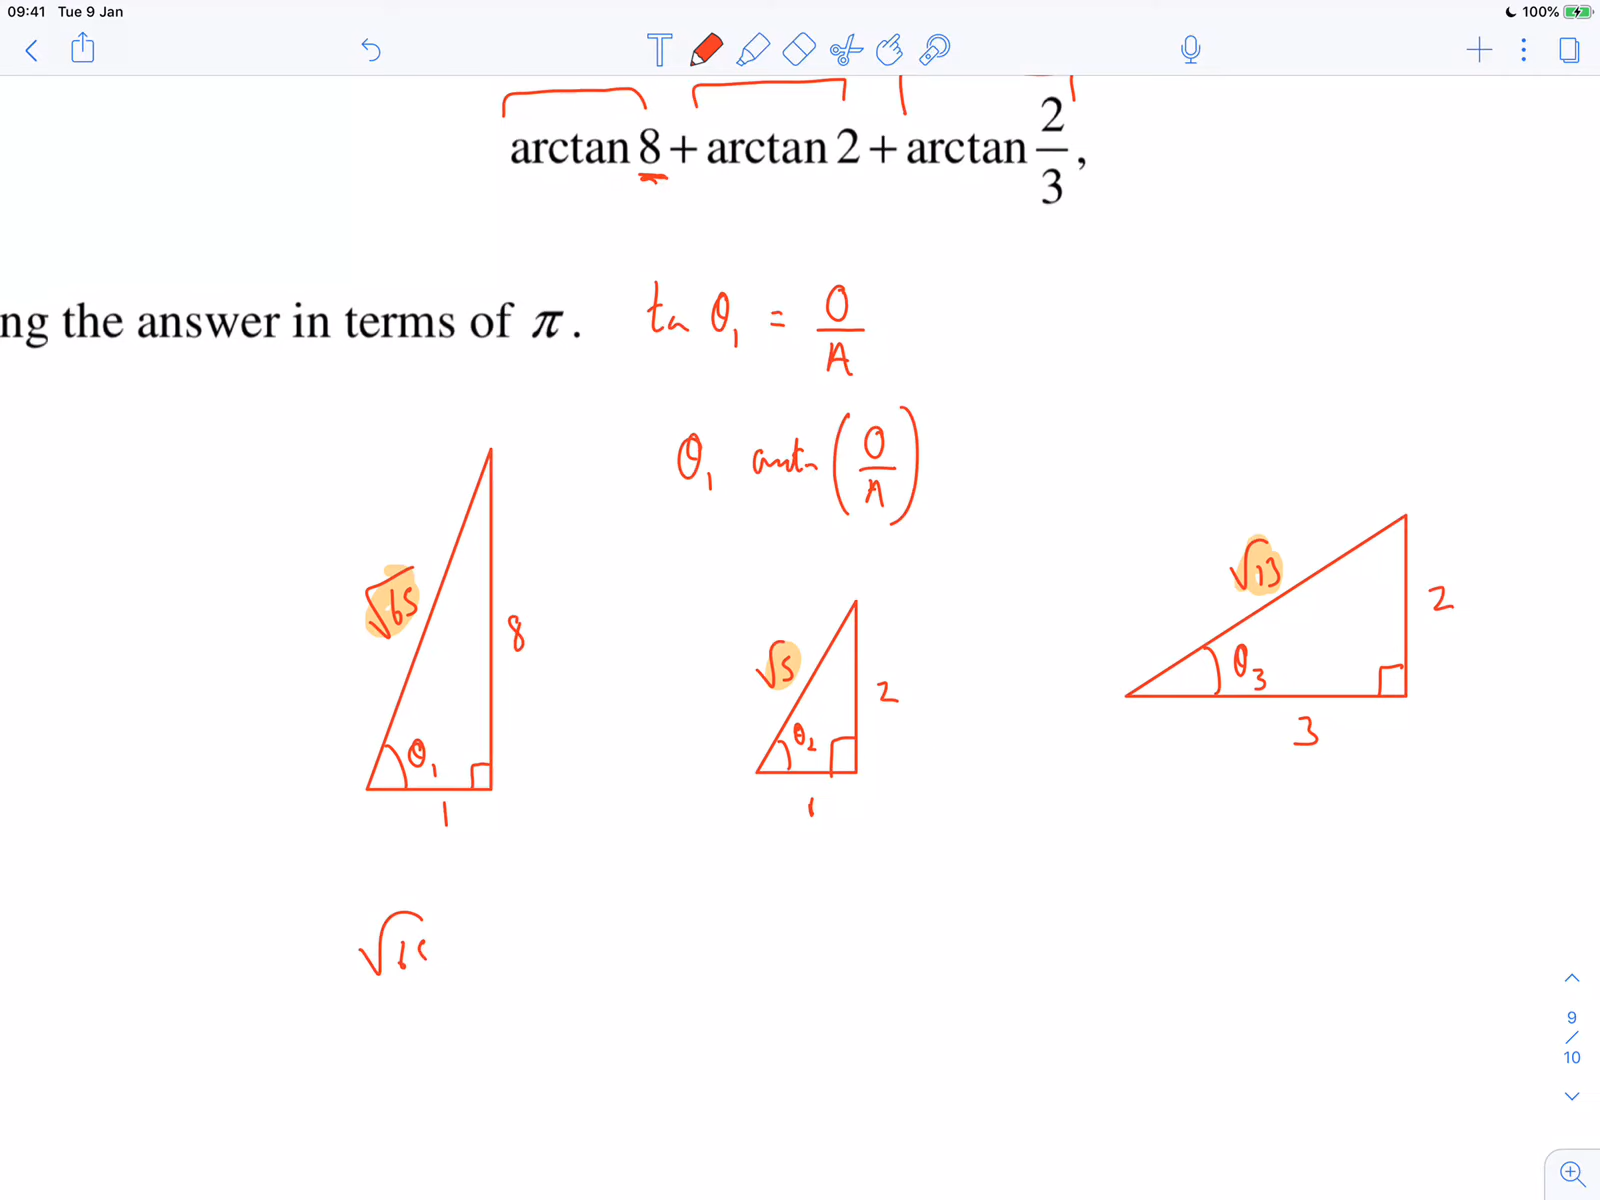 09:41 Tue 9 Jan 100%
arctan 8 + arctan 2 + arctan 2/3,
ng the answer in terms of π.
tan θ₁ = O/A
θ₁ arctan (O/A)
√65 8 θ₁ 1
√5 2 θ₂ 1
√13 2 θ₃ 3
9
/
10